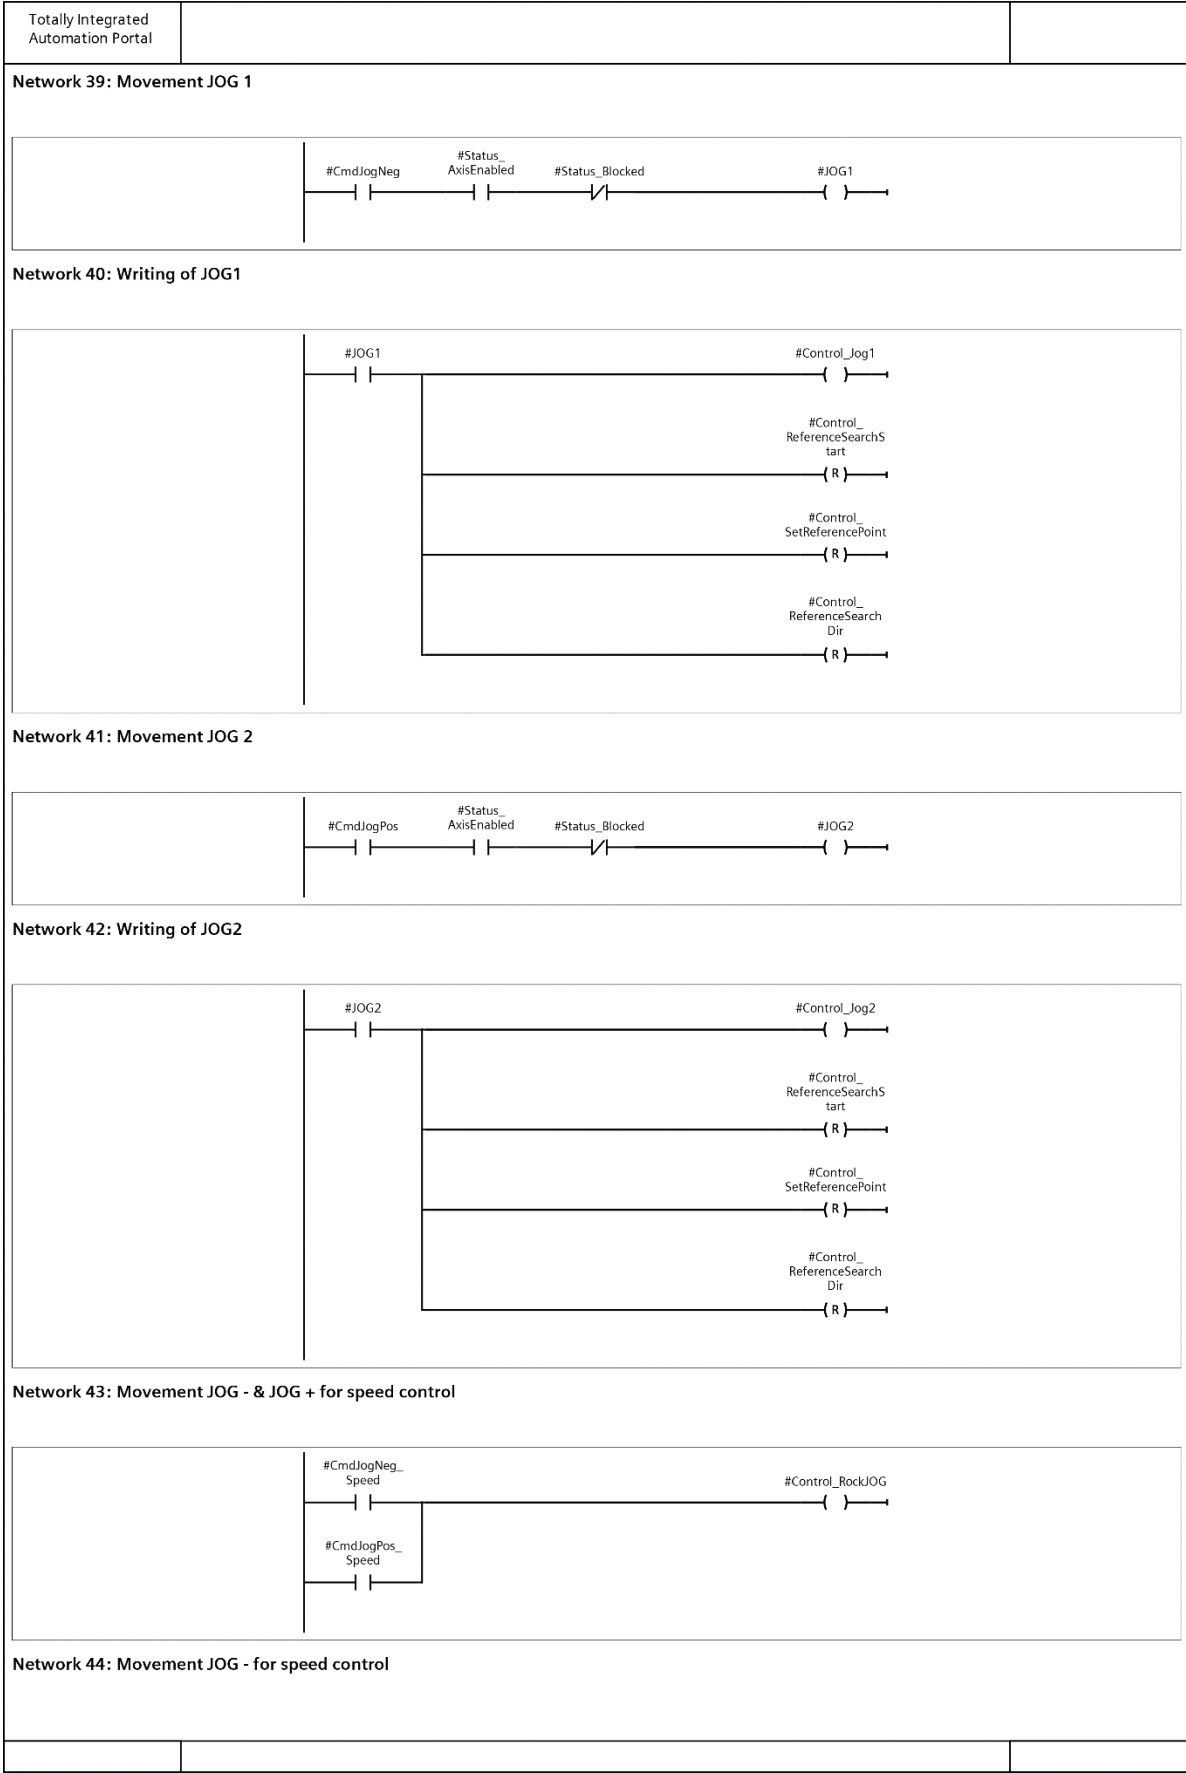 Totally Integrated
Automation Portal
Network 39: Movement JOG 1
#CmdJogNeg
#Status_
AxisEnabled
#Status_Blocked
#JOG1
Network 40: Writing of JOG1
#JOG1
#Control_Jog1
#Control_
ReferenceSearchS
tart
R
#Control_
SetReferencePoint
R
#Control_
ReferenceSearch
Dir
R
Network 41: Movement JOG 2
#CmdJogPos
#Status_
AxisEnabled
#Status_Blocked
#JOG2
Network 42: Writing of JOG2
#JOG2
#Control_Jog2
#Control_
ReferenceSearchS
tart
R
#Control_
SetReferencePoint
R
#Control_
ReferenceSearch
Dir
R
Network 43: Movement JOG - & JOG + for speed control
#CmdJogNeg_
Speed
#Control_RockJOG
#CmdJogPos_
Speed
Network 44: Movement JOG - for speed control